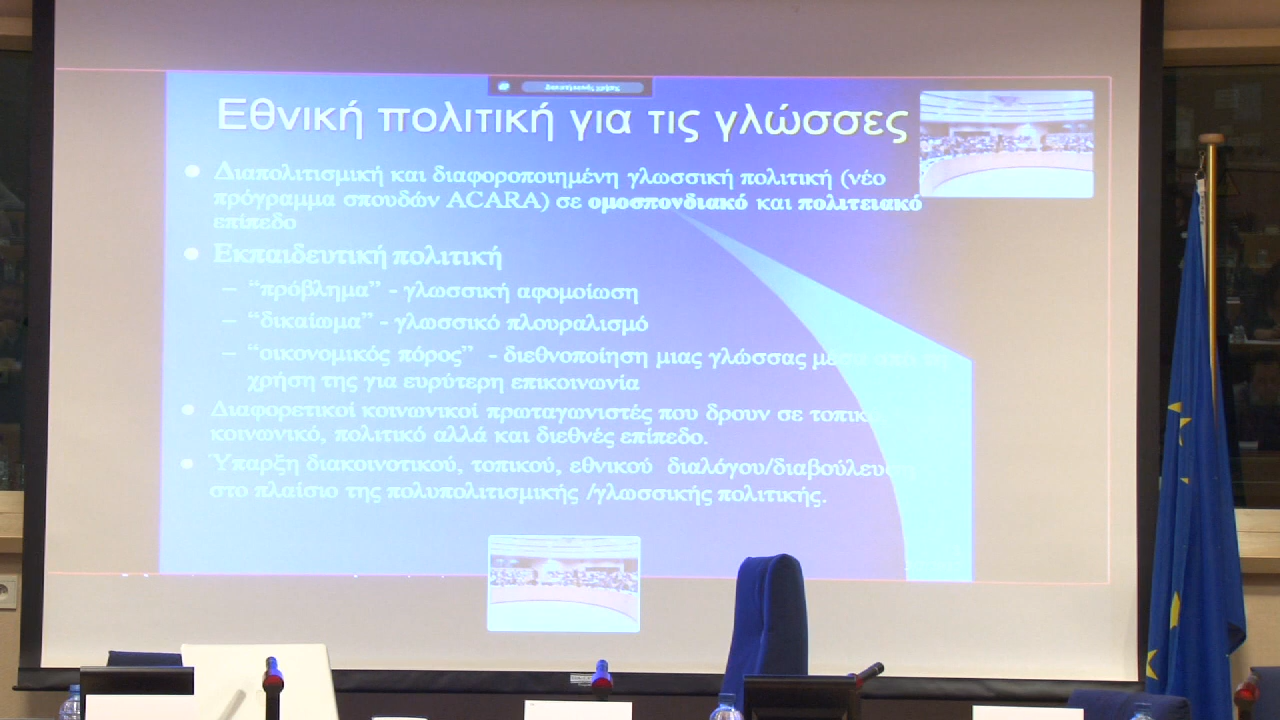 Εθνική πολιτική για τις γλώσσες
Διαπολιτισμική και διαφοροποιημένη γλωσσική πολιτική (νέο
πρόγραμμα σπουδών ACARA) σε ομοσπονδιακό και πολιτειακό
επίπεδο
Εκπαιδευτική πολιτική
– “πρόβλημα” - γλωσσική αφομοίωση
– “δικαίωμα” - γλωσσικό πλουραλισμό
– “οικονομικός πόρος” - διεθνοποίηση μιας γλώσσας
χρήση της για ευρύτερη επικοινωνία
Διαφορετικοί κοινωνικοί πρωταγωνιστές που δρουν σε
κοινωνικό, πολιτικό αλλά και διεθνές επίπεδο.
Ύπαρξη διακοινοτικού, τοπικού, εθνικού διαλόγου/διαβούλευση
στο πλαίσιο της πολυπολιτισμικής /γλωσσικής πολιτικής.